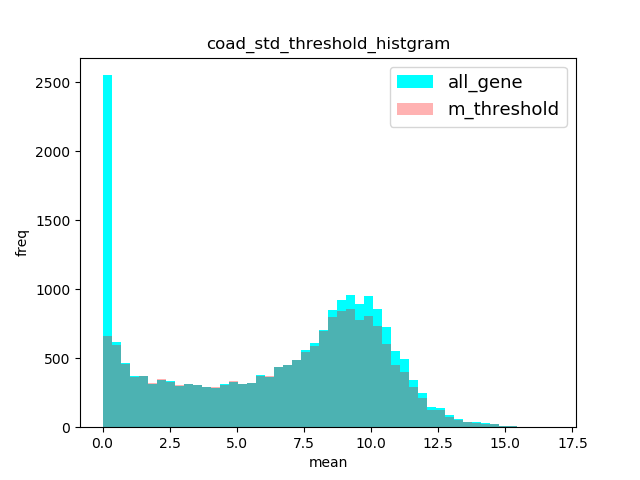 coad_std_threshold_histgram
all_gene
m_threshold
freq
2500
2000
1500
1000
500
0
0.0 2.5 5.0 7.5 10.0 12.5 15.0 17.5
mean